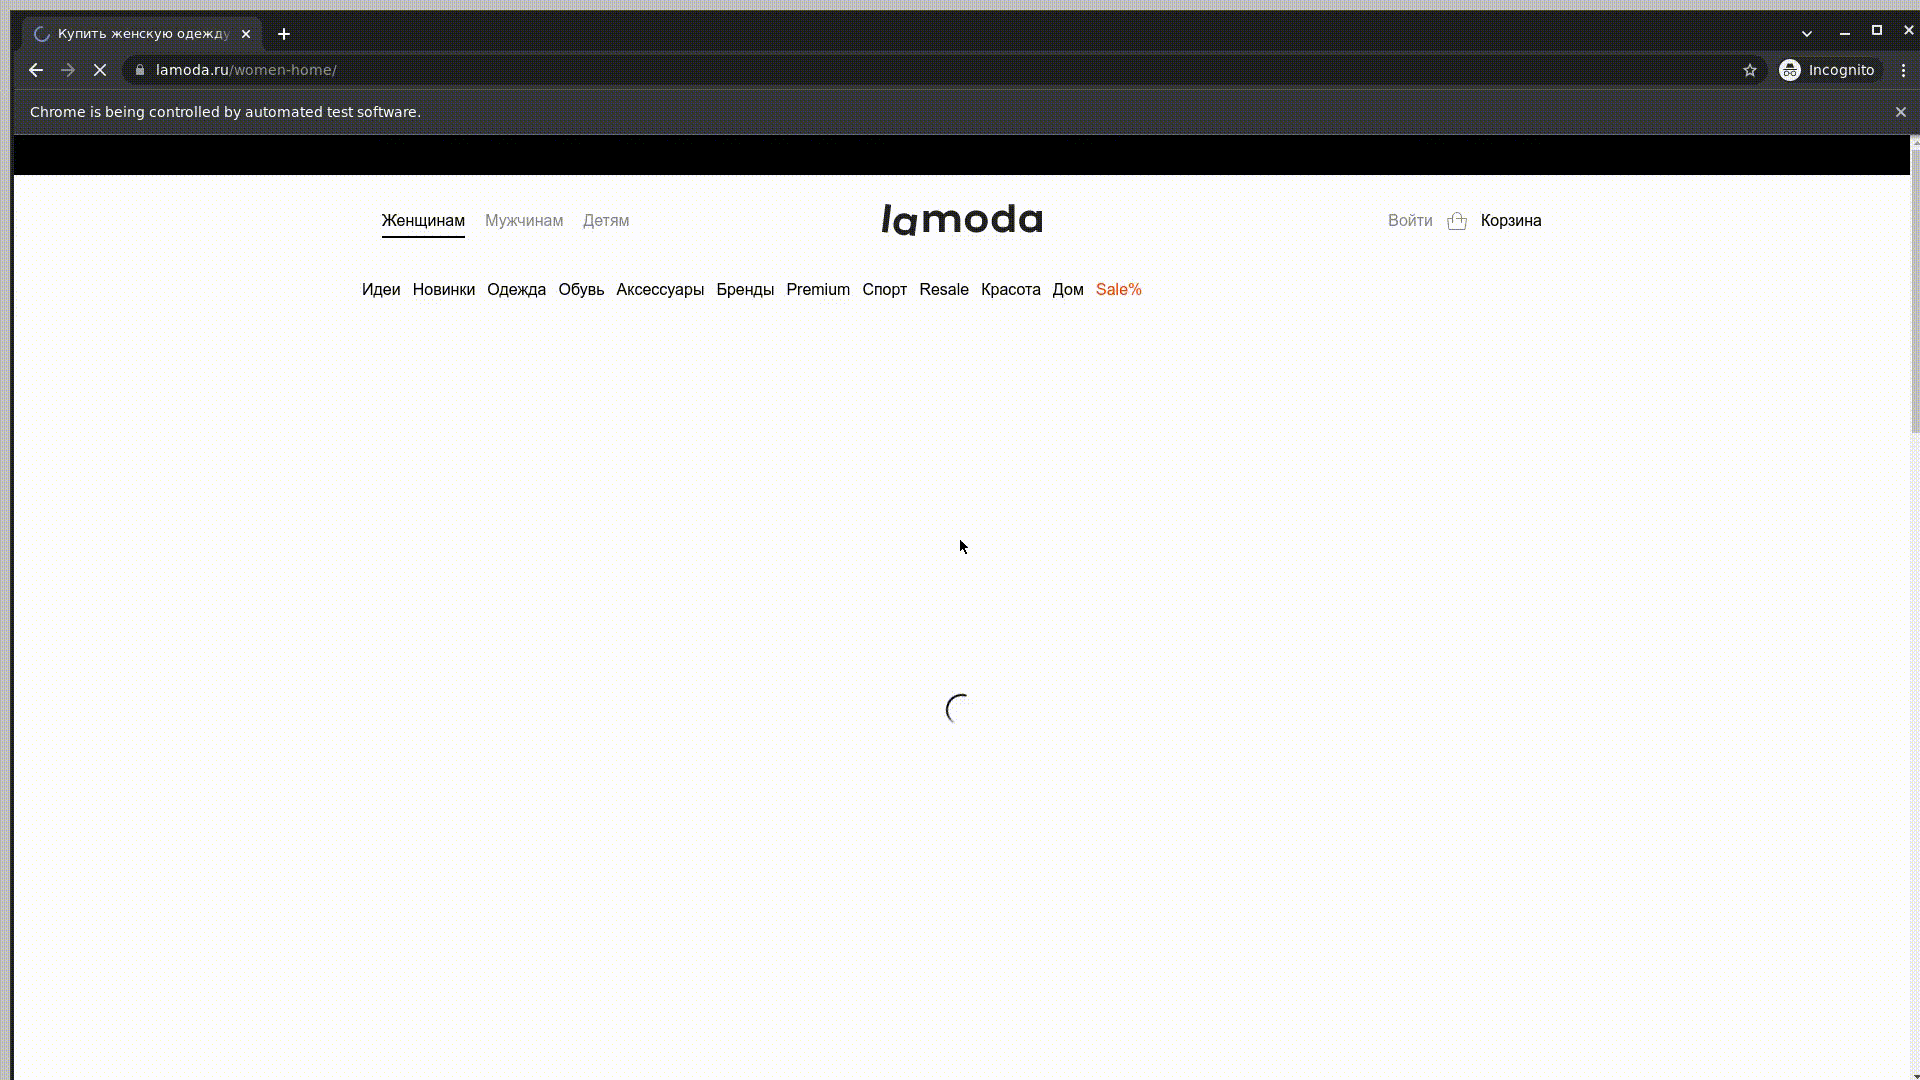 Купить женскую одежду
lamoda.ru/women-home/
Incognito
Chrome is being controlled by automated test software.
Женщинам Мужчинам Детям lamoda Войти Корзина
Идеи Новинки Одежда Обувь Аксессуары Бренды Premium Спорт Resale Красота Дом Sale%